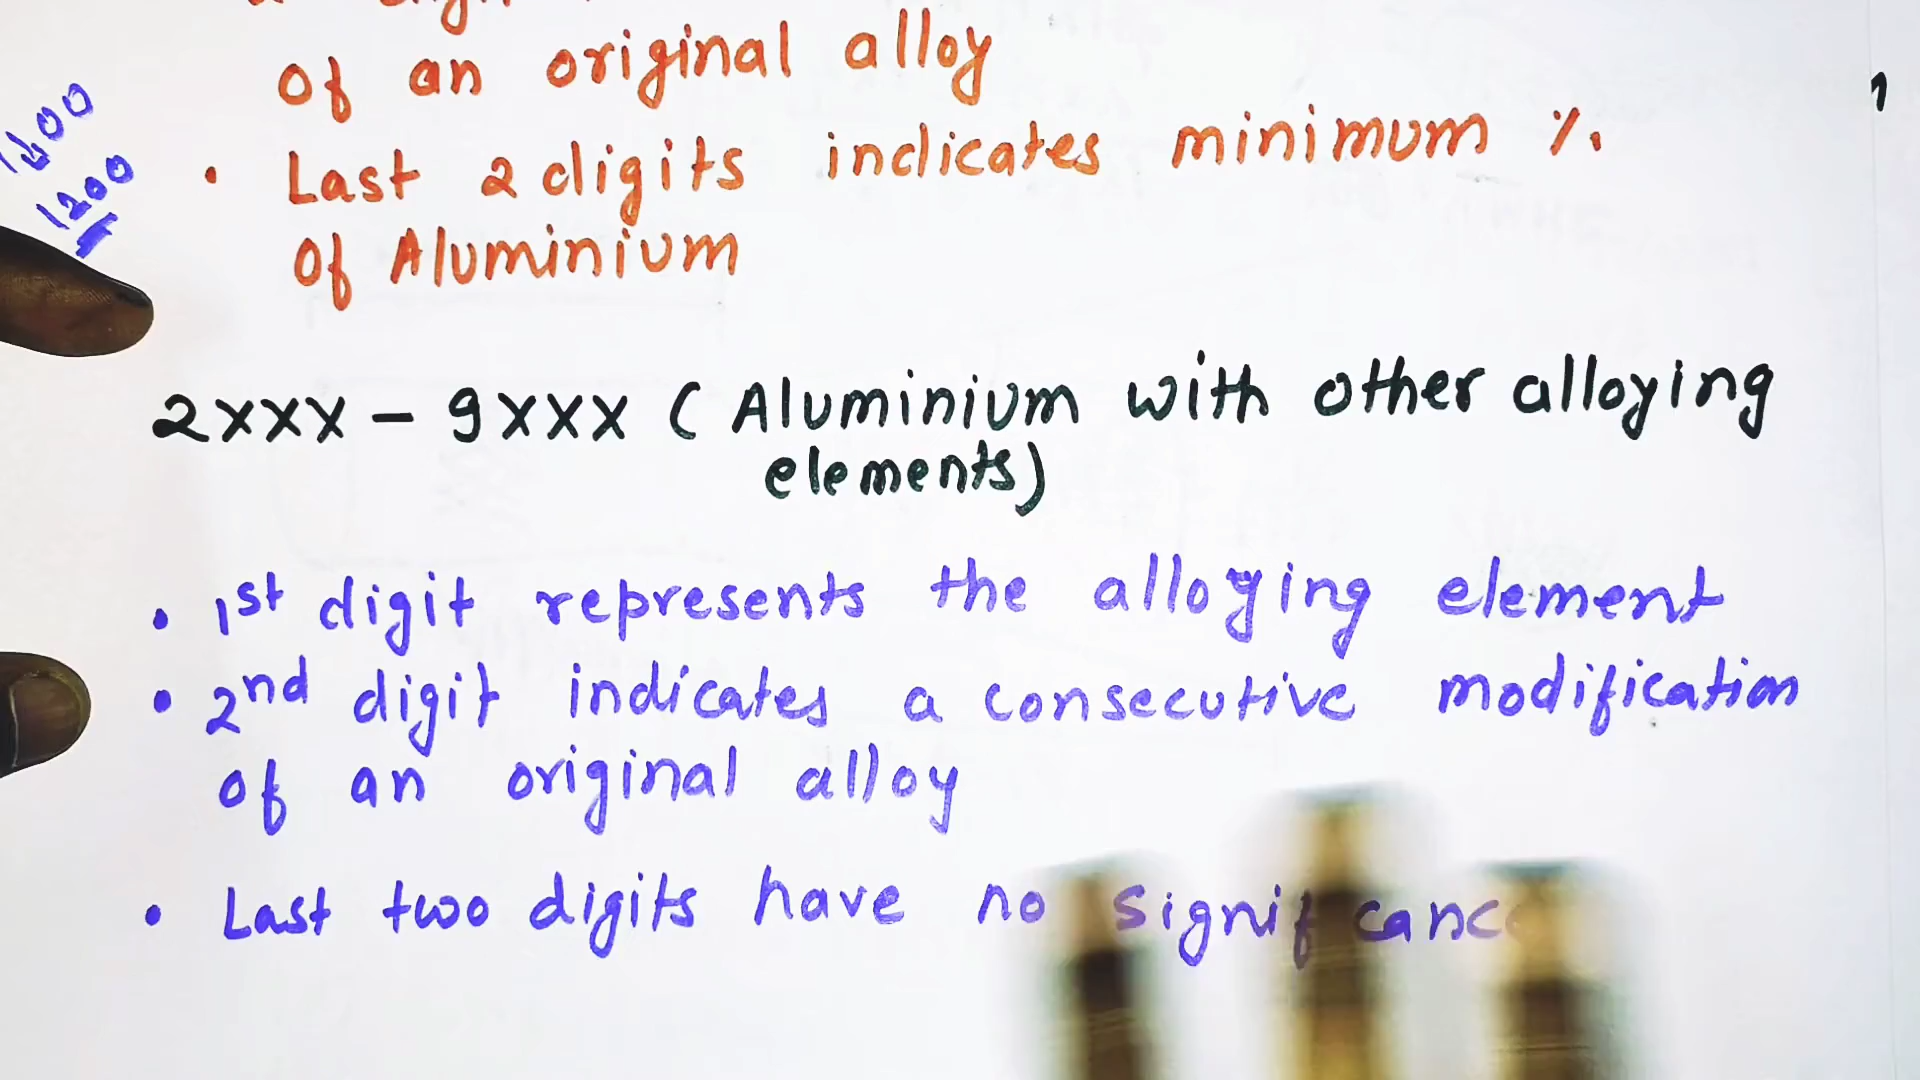 of an original alloy
1200
• Last 2 digits indicates minimum %.
of Aluminium
2xxx - 9xxx (Aluminium with other alloying
elements)
• 1st digit represents the alloying element
• 2nd digit indicates a consecutive modification
of an original alloy
• Last two digits have no significance